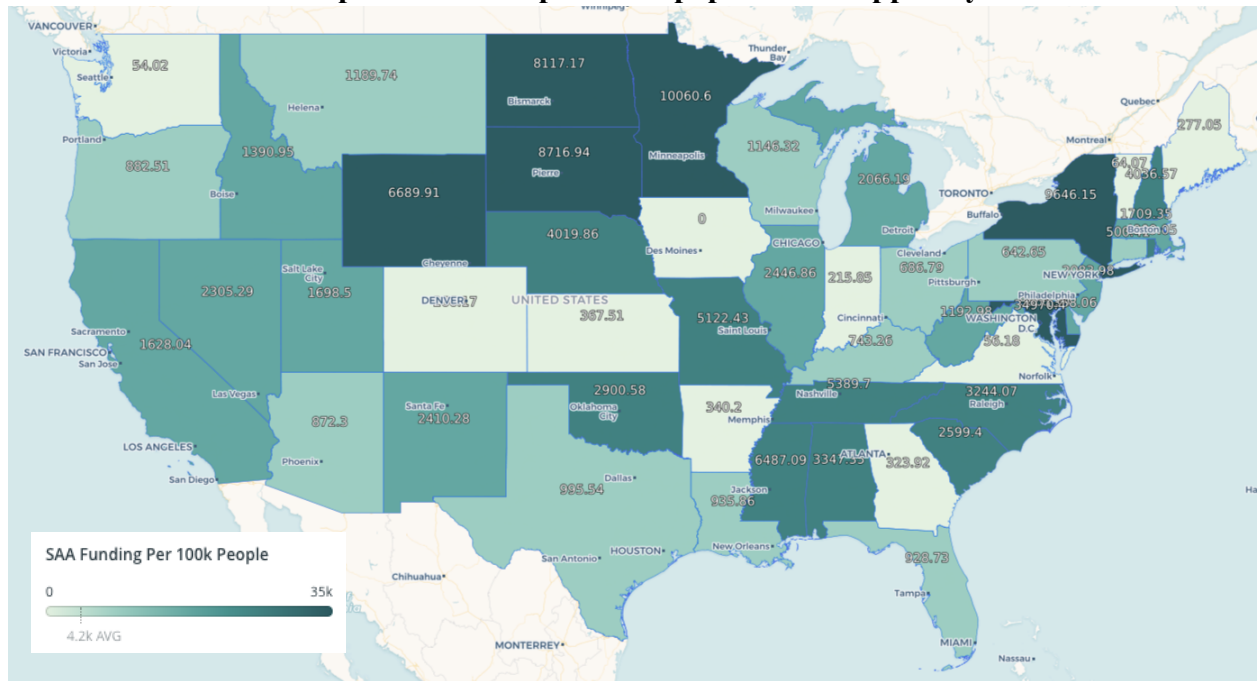 Winnipeg
VANCOUVER
Victoria
Seattle
54.02
1189.74
Helena
8117.17
Bismarck
10060.6
Thunder
Bay
Quebec
Montreal
277.05
Portland
882.51
1390.95
Boise
8716.94
Pierre
Minneapolis
1146.32
2066.19
64.07
4036.57
TORONTO
9646.15
Buffalo
6689.91
Cheyenne
4019.86
0
Des Moines
Milwaukee
CHICAGO
Detroit
1709.35
Boston
Cleveland
642.65
686.79
Pittsburgh
NEW YORK
Philadelphia
Salt Lake
City
1698.5
2305.29
DENVER
UNITED STATES
367.51
2446.86
215.85
Cincinnati
1192.98
WASHINGTON
D.C.
56.18
Sacramento
SAN FRANCISCO
San Jose
1628.04
Las Vegas
5122.43
Saint Louis
743.26
Norfolk
LOS ANGELES
San Diego
872.3
Phoenix
Santa Fe
2410.28
2900.58
Oklahoma
City
340.2
Memphis
5389.7
Nashville
3244.07
Raleigh
2599.4
6487.09
Jackson
ATLANTA
323.92
995.54
Dallas
935.86
New Orleans
HOUSTON
San Antonio
928.73
Tampa
MIAMI
Nassau
Chihuahua
MONTERREY
Ha
SAA Funding Per 100k People
0 35k
4.2k AVG